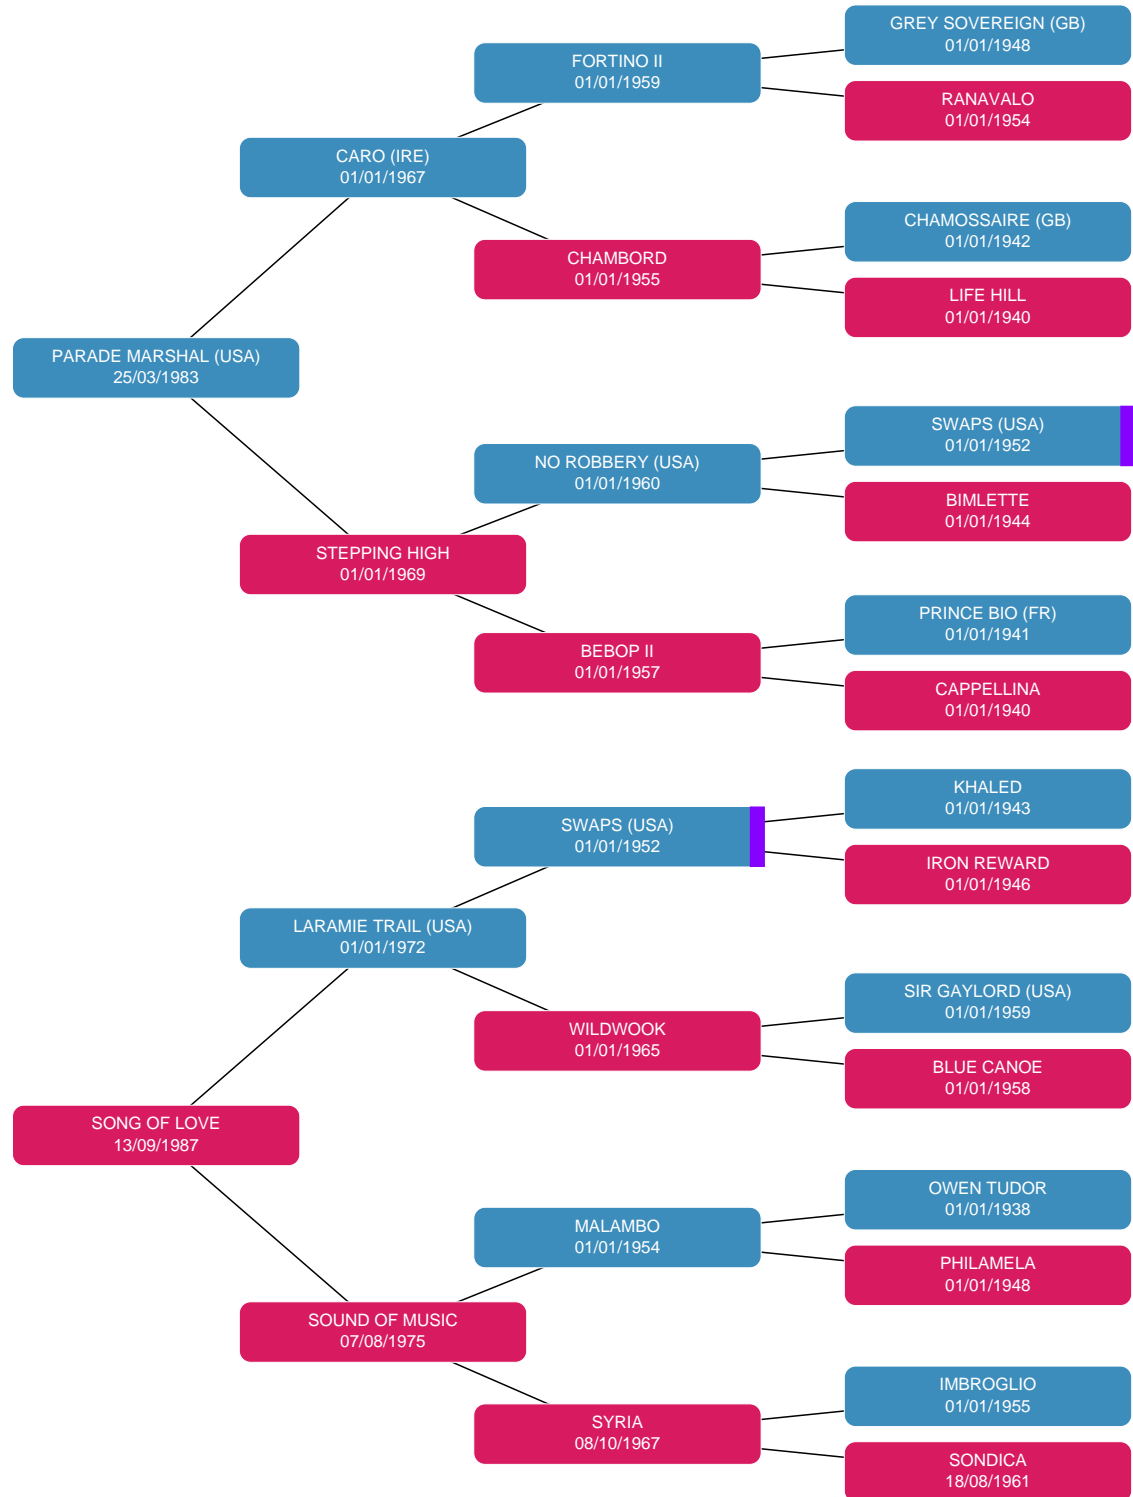 GREY SOVEREIGN (GB)
01/01/1948
FORTINO II
01/01/1959
RANAVALO
01/01/1954
CARO (IRE)
01/01/1967
CHAMOSSAIRE (GB)
01/01/1942
CHAMBORD
01/01/1955
LIFE HILL
01/01/1940
PARADE MARSHAL (USA)
25/03/1983
SWAPS (USA)
01/01/1952
NO ROBBERY (USA)
01/01/1960
BIMLETTE
01/01/1944
STEPPING HIGH
01/01/1969
PRINCE BIO (FR)
01/01/1941
BEBOP II
01/01/1957
CAPPELLINA
01/01/1940
KHALED
01/01/1943
SWAPS (USA)
01/01/1952
IRON REWARD
01/01/1946
LARAMIE TRAIL (USA)
01/01/1972
SIR GAYLORD (USA)
01/01/1959
WILDWOOK
01/01/1965
BLUE CANOE
01/01/1958
SONG OF LOVE
13/09/1987
OWEN TUDOR
01/01/1938
MALAMBO
01/01/1954
PHILAMELA
01/01/1948
SOUND OF MUSIC
07/08/1975
IMBROGLIO
01/01/1955
SYRIA
08/10/1967
SONDICA
18/08/1961